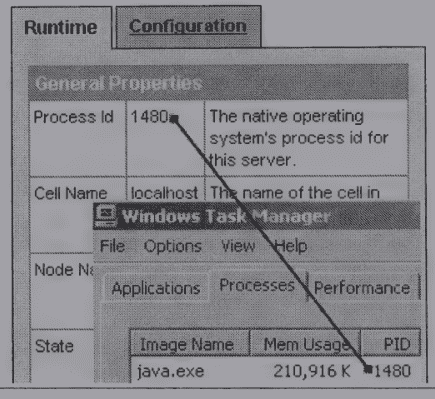 Runtime Configuration
General Properties
Process Id 1480 The native operating
system's process id for
this server.
Cell Name localhost The name of the cell in
Windows Task Manager
File Options View Help
Node Na
Applications Processes Performance
State
Image Name Mem Usage PID
java.exe 210,916 K 1480